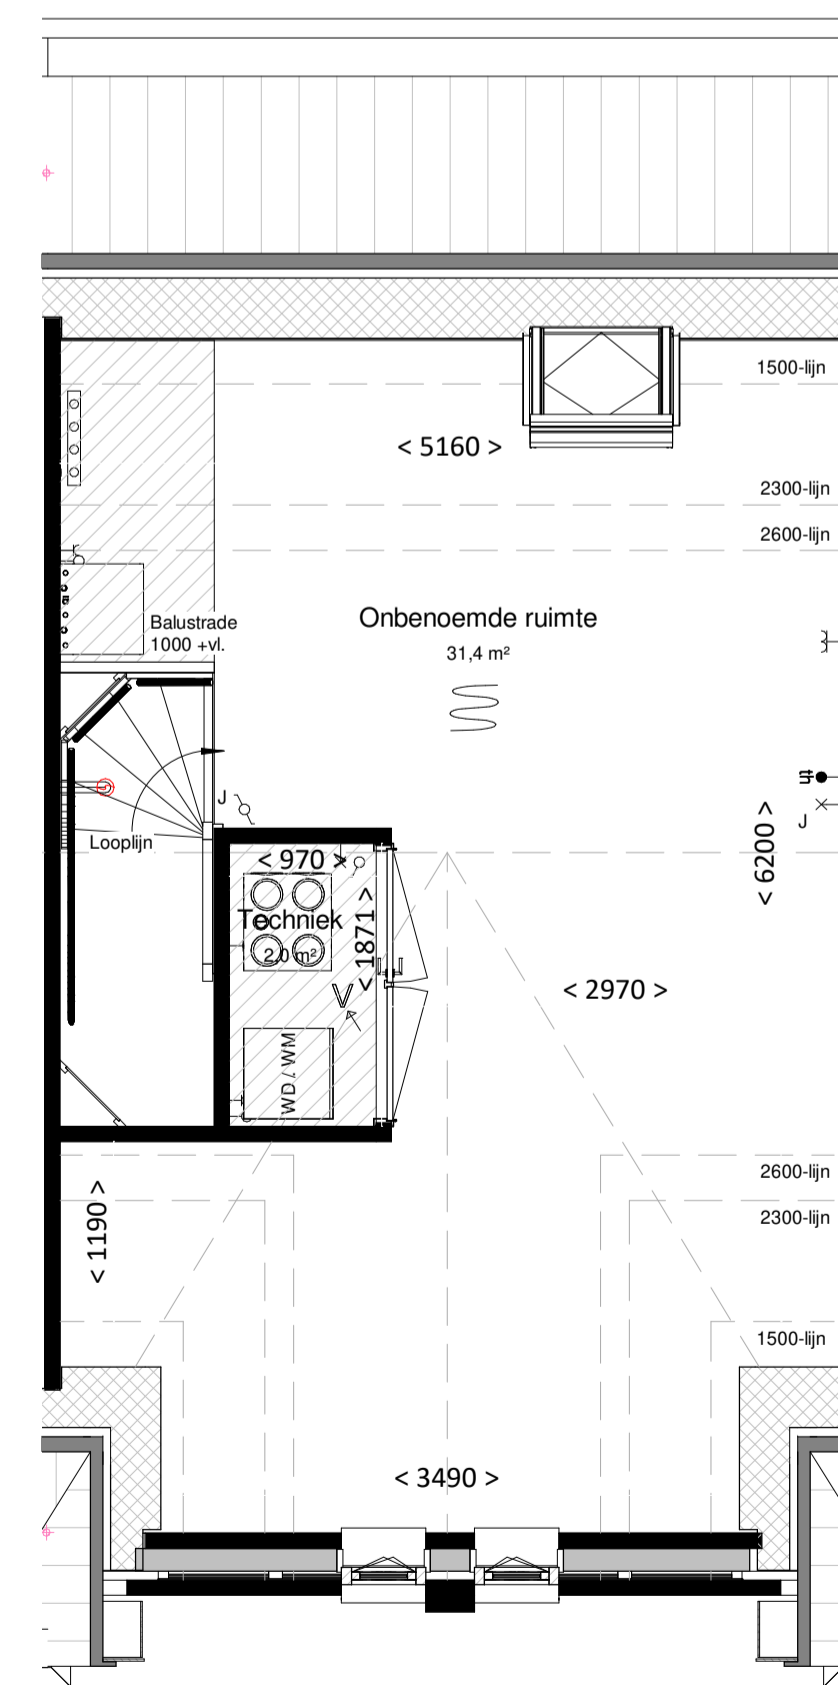 1500-lijn
< 5160 >
2300-lijn
2600-lijn
Onbenoemde ruimte
31,4 m²
Balustrade
1000 +vl.
th
J
J
Looplijn
< 970 >
< 6200 >
Techniek
2,0 m²
< 1871 >
< 2970 >
V
WD / WM
2600-lijn
< 1190 >
2300-lijn
1500-lijn
< 3490 >